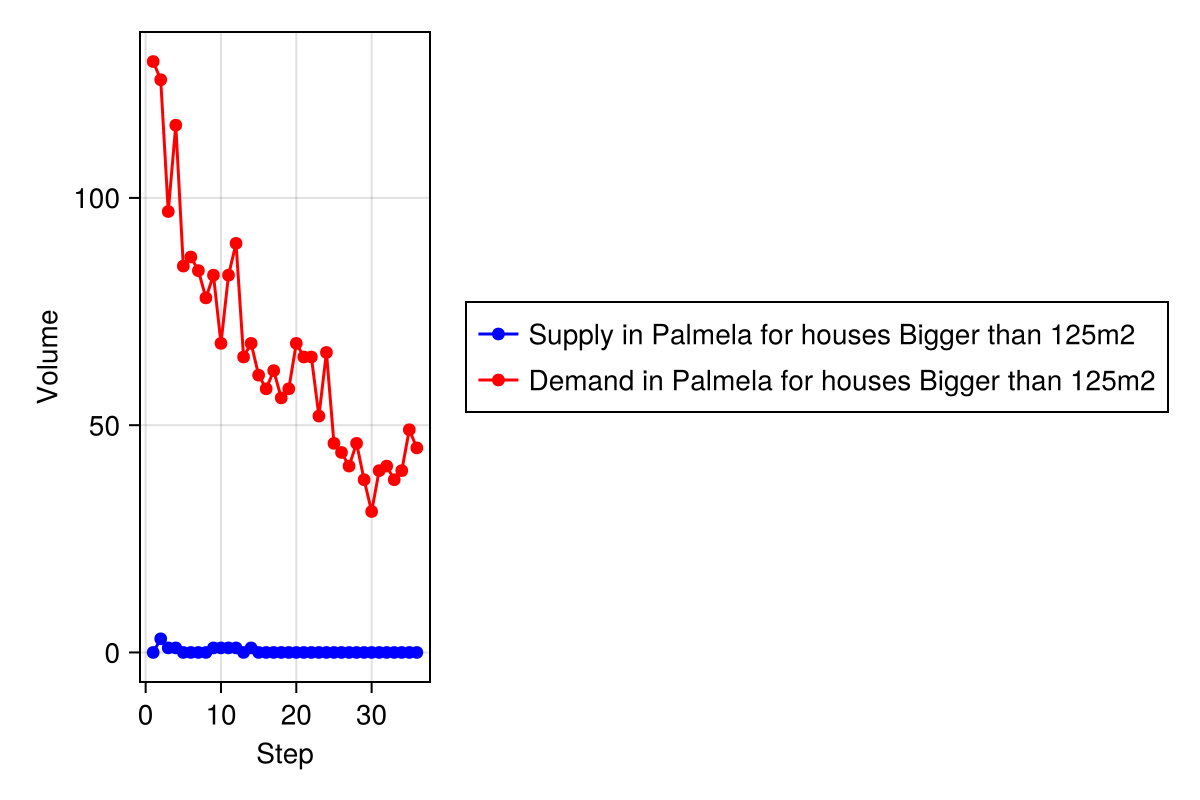 Volume
100
50
0
0 10 20 30
Step
Supply in Palmela for houses Bigger than 125m2
Demand in Palmela for houses Bigger than 125m2